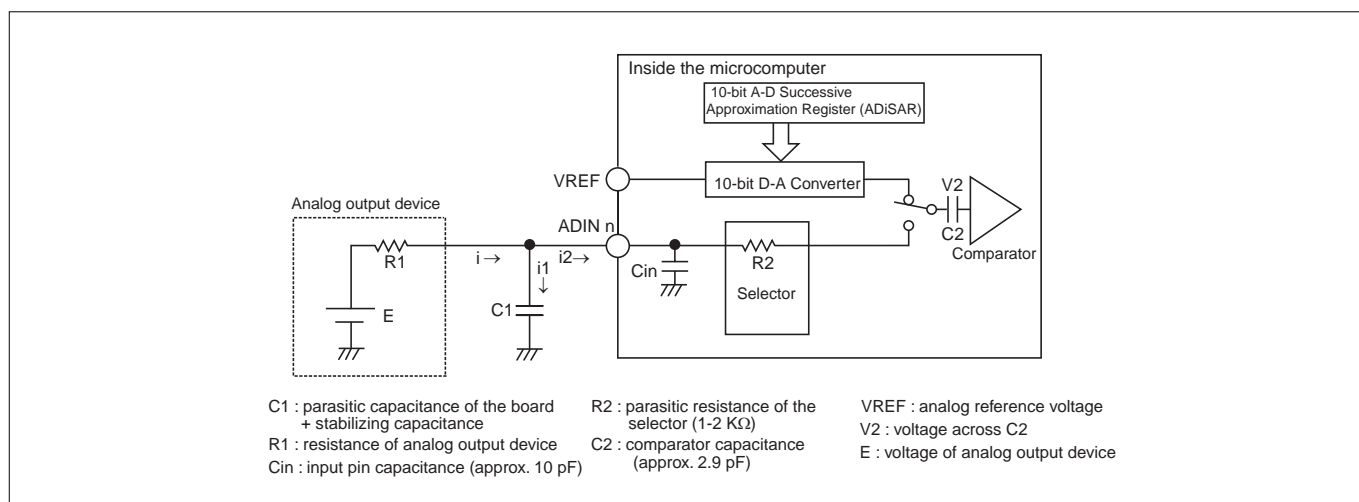 Inside the microcomputer
10-bit A-D Successive
Approximation Register (ADiSAR)
VREF
10-bit D-A Converter
V2
C2
Comparator
Analog output device
ADIN n
R1
i →
i1
↓
i2→
Cin
R2
Selector
E
C1
C1 : parasitic capacitance of the board
+ stabilizing capacitance
R1 : resistance of analog output device
Cin : input pin capacitance (approx. 10 pF)
R2 : parasitic resistance of the
selector (1-2 KΩ)
C2 : comparator capacitance
(approx. 2.9 pF)
VREF : analog reference voltage
V2 : voltage across C2
E : voltage of analog output device